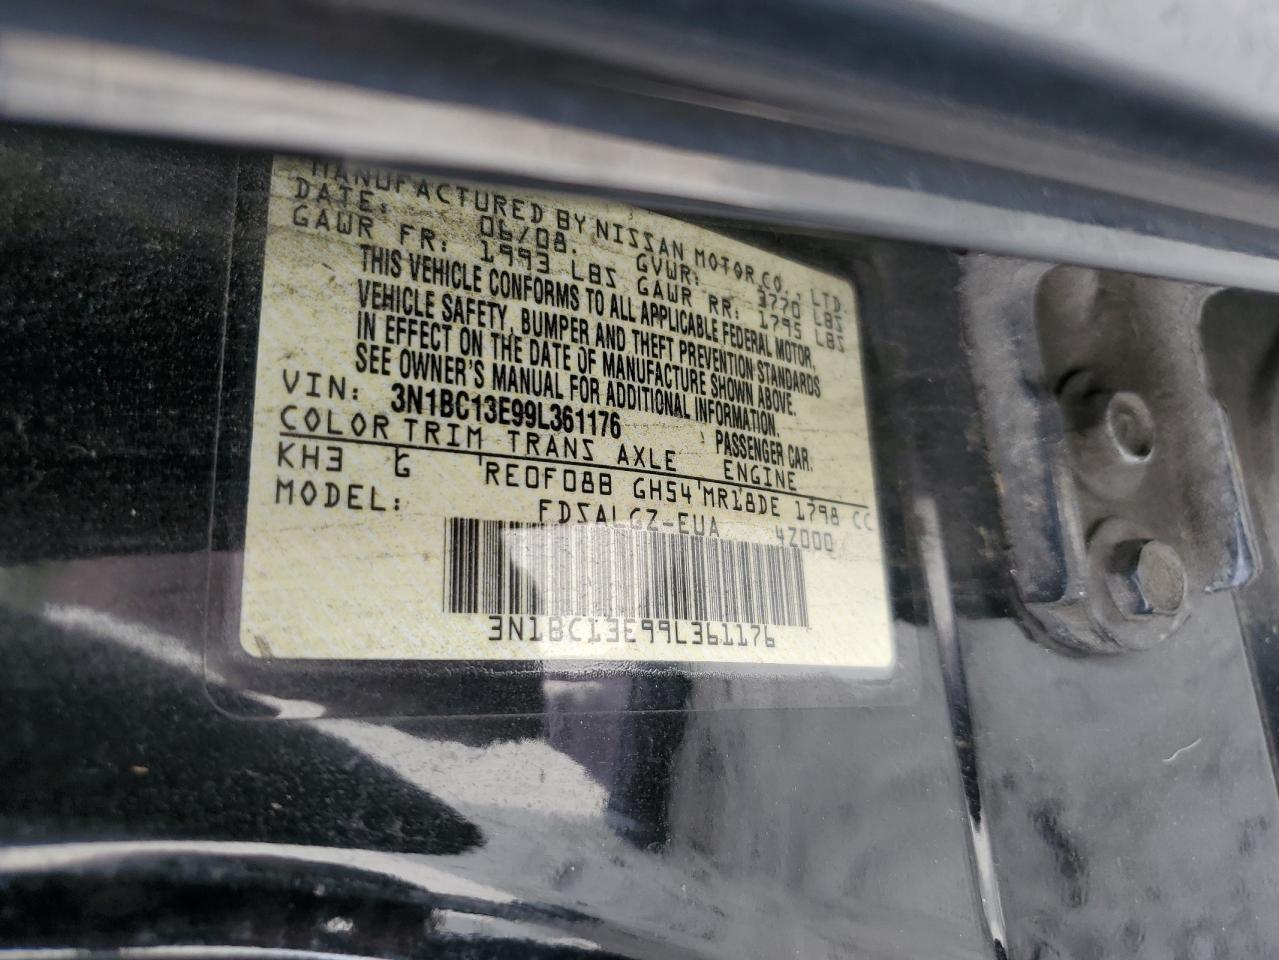 MANUFACTURED BY NISSAN MOTOR CO., LTD.
DATE: 06/08. GVWR: 3770 LBS
GAWR FR: 1993 LBS GAWR RR: 1795 LBS
THIS VEHICLE CONFORMS TO ALL APPLICABLE FEDERAL MOTOR
VEHICLE SAFETY, BUMPER AND THEFT PREVENTION STANDARDS
IN EFFECT ON THE DATE OF MANUFACTURE SHOWN ABOVE.
SEE OWNER'S MANUAL FOR ADDITIONAL INFORMATION.
VIN: 3N1BC13E99L361176 PASSENGER CAR.
COLOR TRIM TRANS AXLE ENGINE
KH3 G RE0F08B GH54 MR18DE 1798 CC
MODEL: FDSALGZ-EUA 4Z000
3N1BC13E99L361176